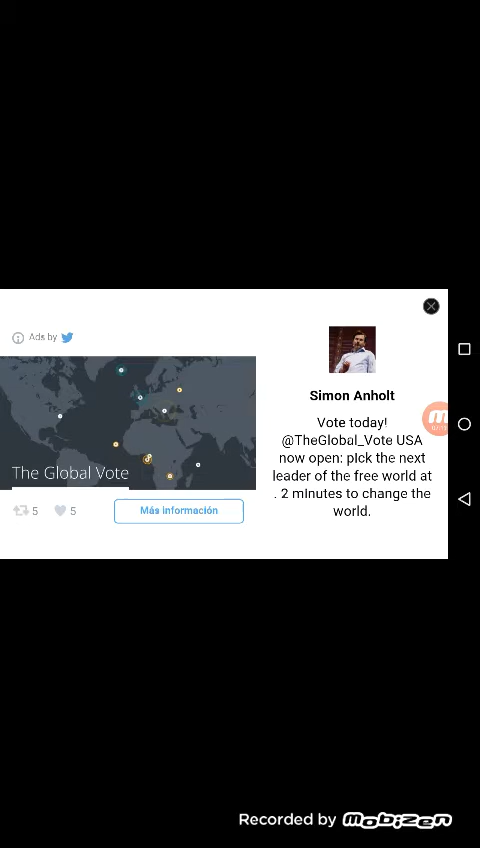 Ads by
The Global Vote
5
5
Más información
Simon Anholt
Vote today!
@TheGlobal_Vote USA
now open: pick the next
leader of the free world at
. 2 minutes to change the
world.
Recorded by Mobizen